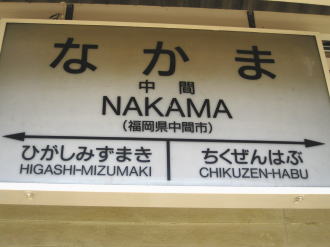 なかま
中間
NAKAMA
(福岡県中間市)
ひがしみずまき ちくぜんはぶ
HIGASHI-MIZUMAKI CHIKUZEN-HABU